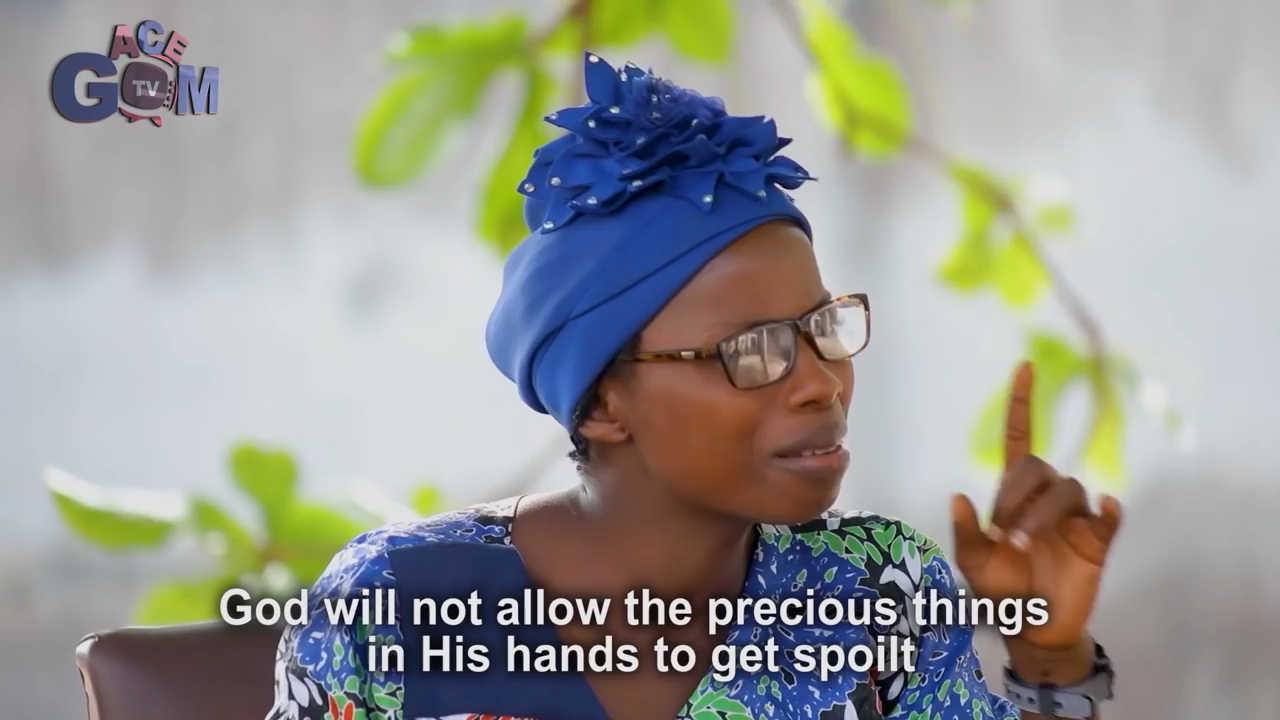 ACE
GOM
TV
God will not allow the precious things
in His hands to get spoilt